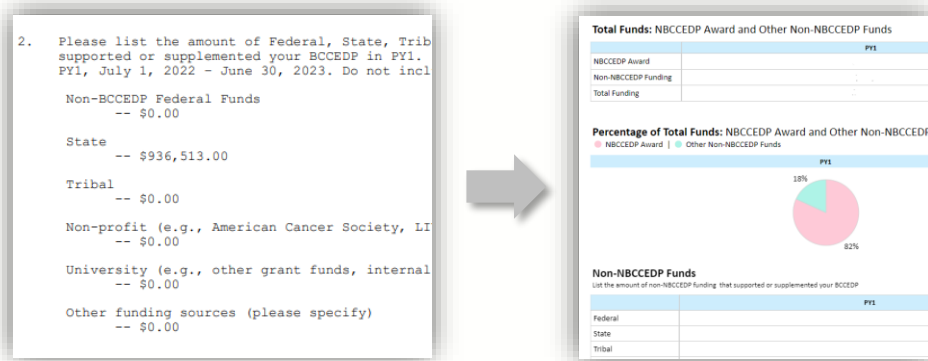 2. Please list the amount of Federal, State, Trib
supported or supplemented your BCCEDP in PY1.
PY1, July 1, 2022 - June 30, 2023. Do not incl
Non-BCCEDP Federal Funds
-- $0.00
State
-- $936,513.00
Tribal
-- $0.00
Non-profit (e.g., American Cancer Society, LI
-- $0.00
University (e.g., other grant funds, internal
-- $0.00
Other funding sources (please specify)
-- $0.00
Total Funds: NBCCEDP Award and Other Non-NBCCEDP Funds
PY1
NBCCEDP Award
Non-NBCCEDP Funding
Total Funding
Percentage of Total Funds: NBCCEDP Award and Other Non-NBCCEDP
NBCCEDP Award | Other Non-NBCCEDP Funds
PY1
18%
82%
Non-NBCCEDP Funds
List the amount of non-NBCCEDP funding that supported or supplemented your BCCEDP
PY1
Federal
State
Tribal